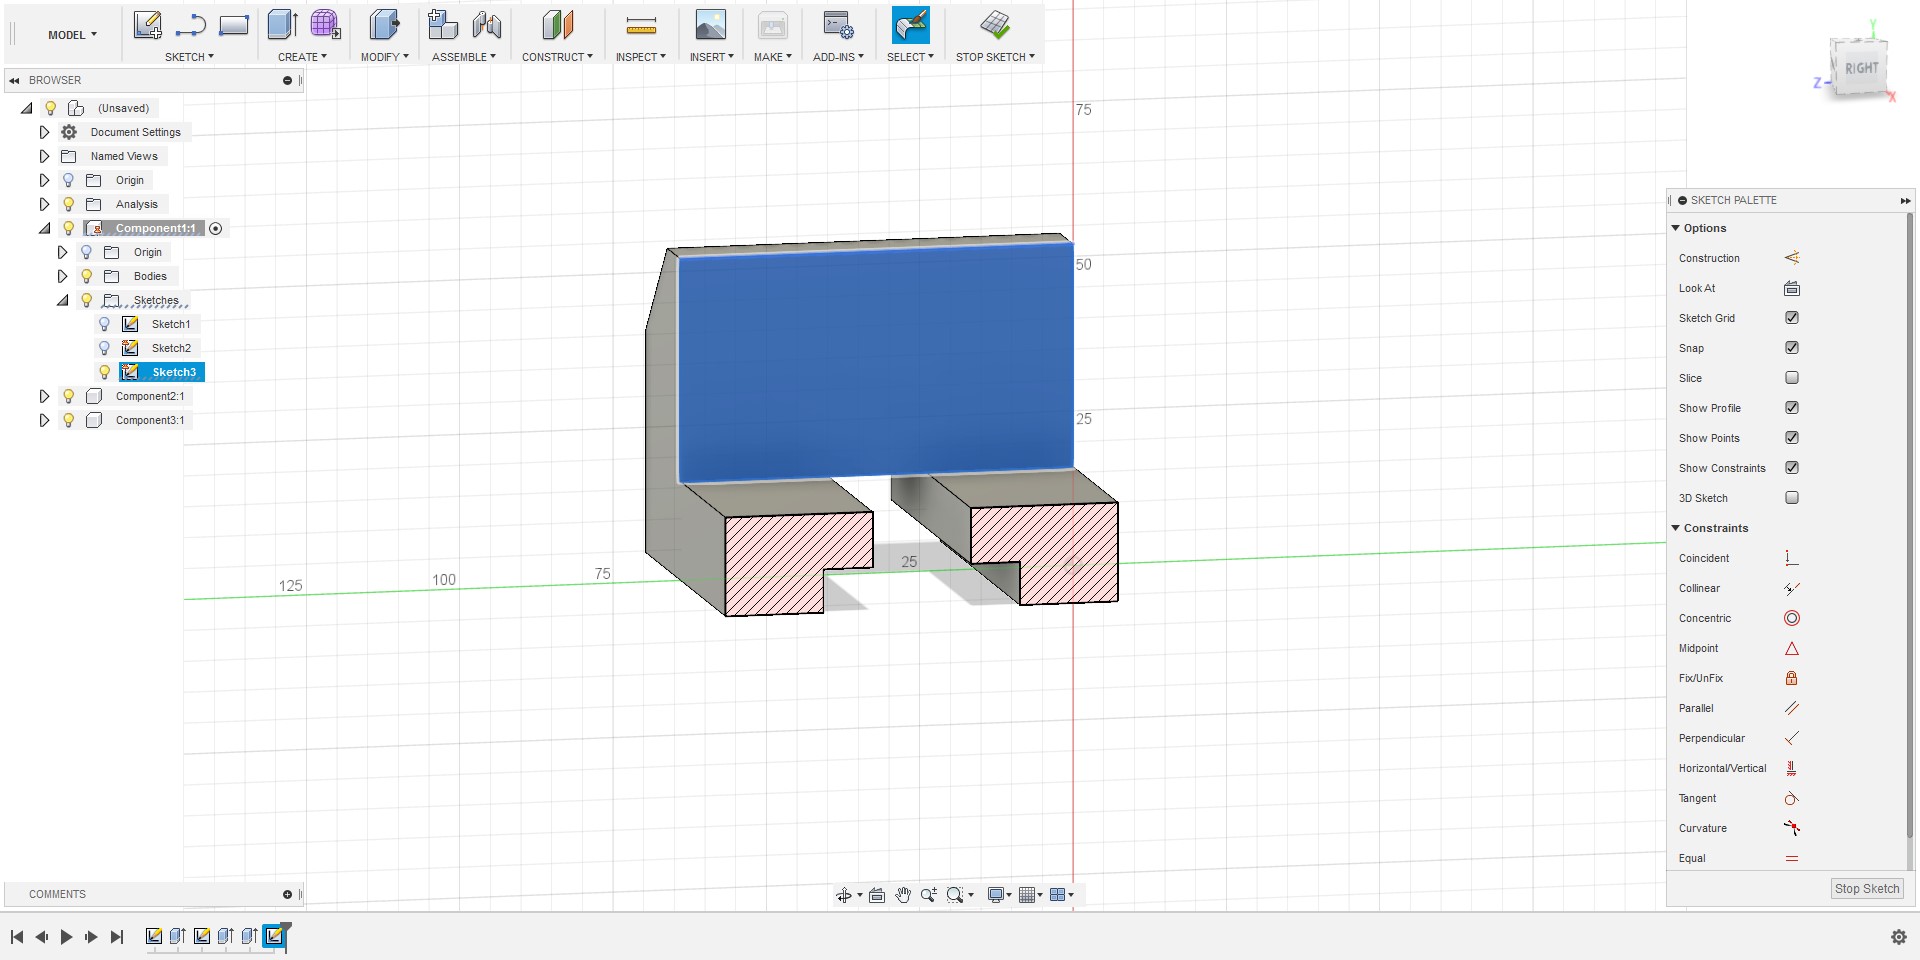 MODEL
SKETCH
CREATE
MODIFY
ASSEMBLE
CONSTRUCT
INSPECT
INSERT
MAKE
ADD-INS
SELECT
STOP SKETCH
Y
RIGHT
Z
X
BROWSER
(Unsaved)
Document Settings
Named Views
Origin
Analysis
Component1:1
Origin
Bodies
Sketches
Sketch1
Sketch2
Sketch3
Component2:1
Component3:1
75
50
25
25
75
100
125
SKETCH PALETTE
Options
Construction
Look At
Sketch Grid
Snap
Slice
Show Profile
Show Points
Show Constraints
3D Sketch
Constraints
Coincident
Collinear
Concentric
Midpoint
Fix/UnFix
Parallel
Perpendicular
Horizontal/Vertical
Tangent
Curvature
Equal
Stop Sketch
COMMENTS